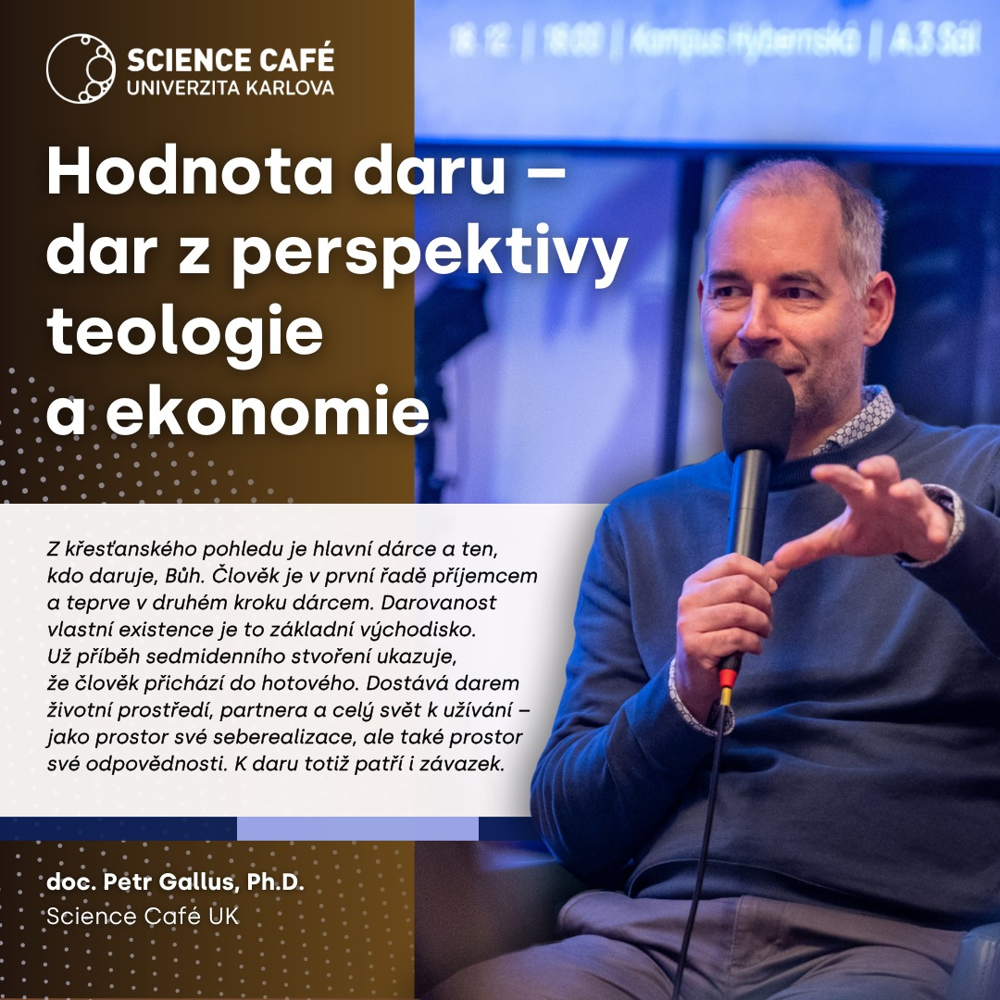 SCIENCE CAFÉ
UNIVERZITA KARLOVA
18. 12. | 18:00 | Kampus Hybernská | A.3 Sál
Hodnota daru –
dar z perspektivy
teologie
a ekonomie
Z křesťanského pohledu je hlavní dárce a ten,
kdo daruje, Bůh. Člověk je v první řadě příjemcem
a teprve v druhém kroku dárcem. Darovanost
vlastní existence je to základní východisko.
Už příběh sedmidenního stvoření ukazuje,
že člověk přichází do hotového. Dostává darem
životní prostředí, partnera a celý svět k užívání –
jako prostor své seberealizace, ale také prostor
své odpovědnosti. K daru totiž patří i závazek.
doc. Petr Gallus, Ph.D.
Science Café UK